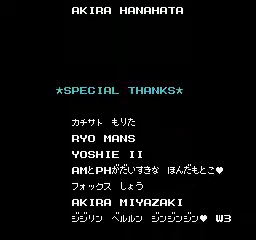 AKIRA HANAHATA
*SPECIAL THANKS*
カチサト もりた
RYO MANS
YOSHIE II
AMとPHがだいすきな ほんだもとこ♥
フォックス しょう
AKIRA MIYAZAKI
ジジリン ベルルン ジンジンジン♥ W3